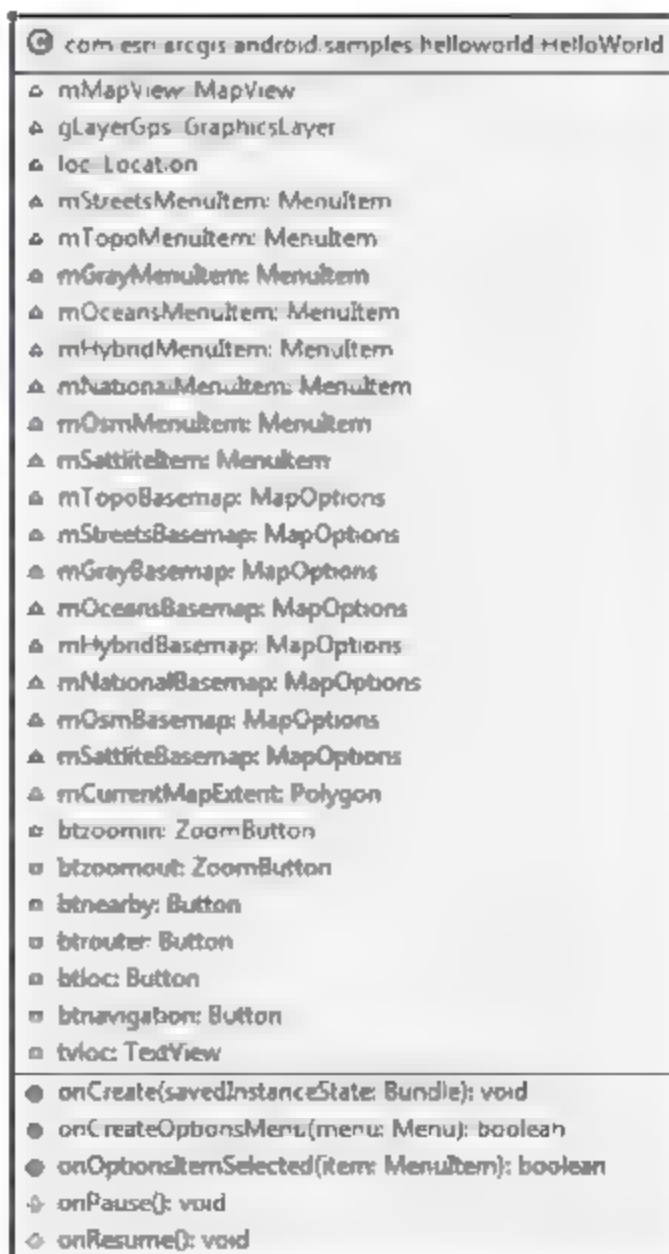 com.esri.arcgis.android.samples.helloworld.HelloWorld
mMapView: MapView
gLayerGps: GraphicsLayer
loc: Location
mStreetsMenuItem: MenuItem
mTopoMenuItem: MenuItem
mGrayMenuItem: MenuItem
mOceansMenuItem: MenuItem
mHybridMenuItem: MenuItem
mNationalMenuItem: MenuItem
mOsmMenuItem: MenuItem
mSattliteItem: MenuItem
mTopoBasemap: MapOptions
mStreetsBasemap: MapOptions
mGrayBasemap: MapOptions
mOceansBasemap: MapOptions
mHybridBasemap: MapOptions
mNationalBasemap: MapOptions
mOsmBasemap: MapOptions
mSattliteBasemap: MapOptions
mCurrentMapExtent: Polygon
btzoomin: ZoomButton
btzoomout: ZoomButton
btnearby: Button
btrouter: Button
btloc: Button
btnavigation: Button
tvloc: TextView
onCreate(savedInstanceState: Bundle): void
onCreateOptionsMenu(menu: Menu): boolean
onOptionsItemSelected(item: MenuItem): boolean
onPause(): void
onResume(): void